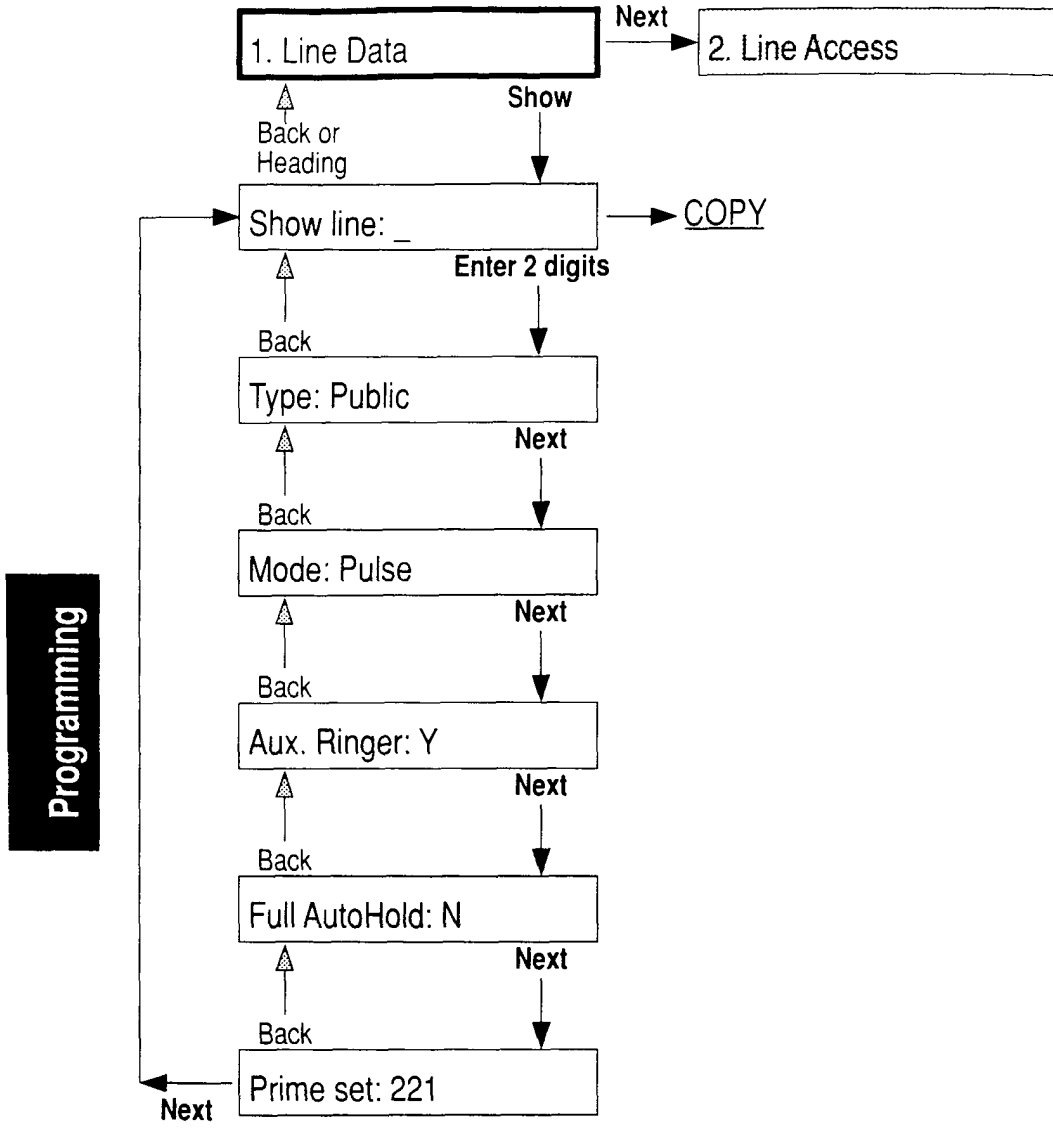 Next
1. Line Data
2. Line Access
Show
Back or
Heading
Show line: _
COPY
Enter 2 digits
Back
Type: Public
Next
Back
Mode: Pulse
Next
Back
Aux. Ringer: Y
Next
Back
Full AutoHold: N
Next
Back
Prime set: 221
Next
Programming